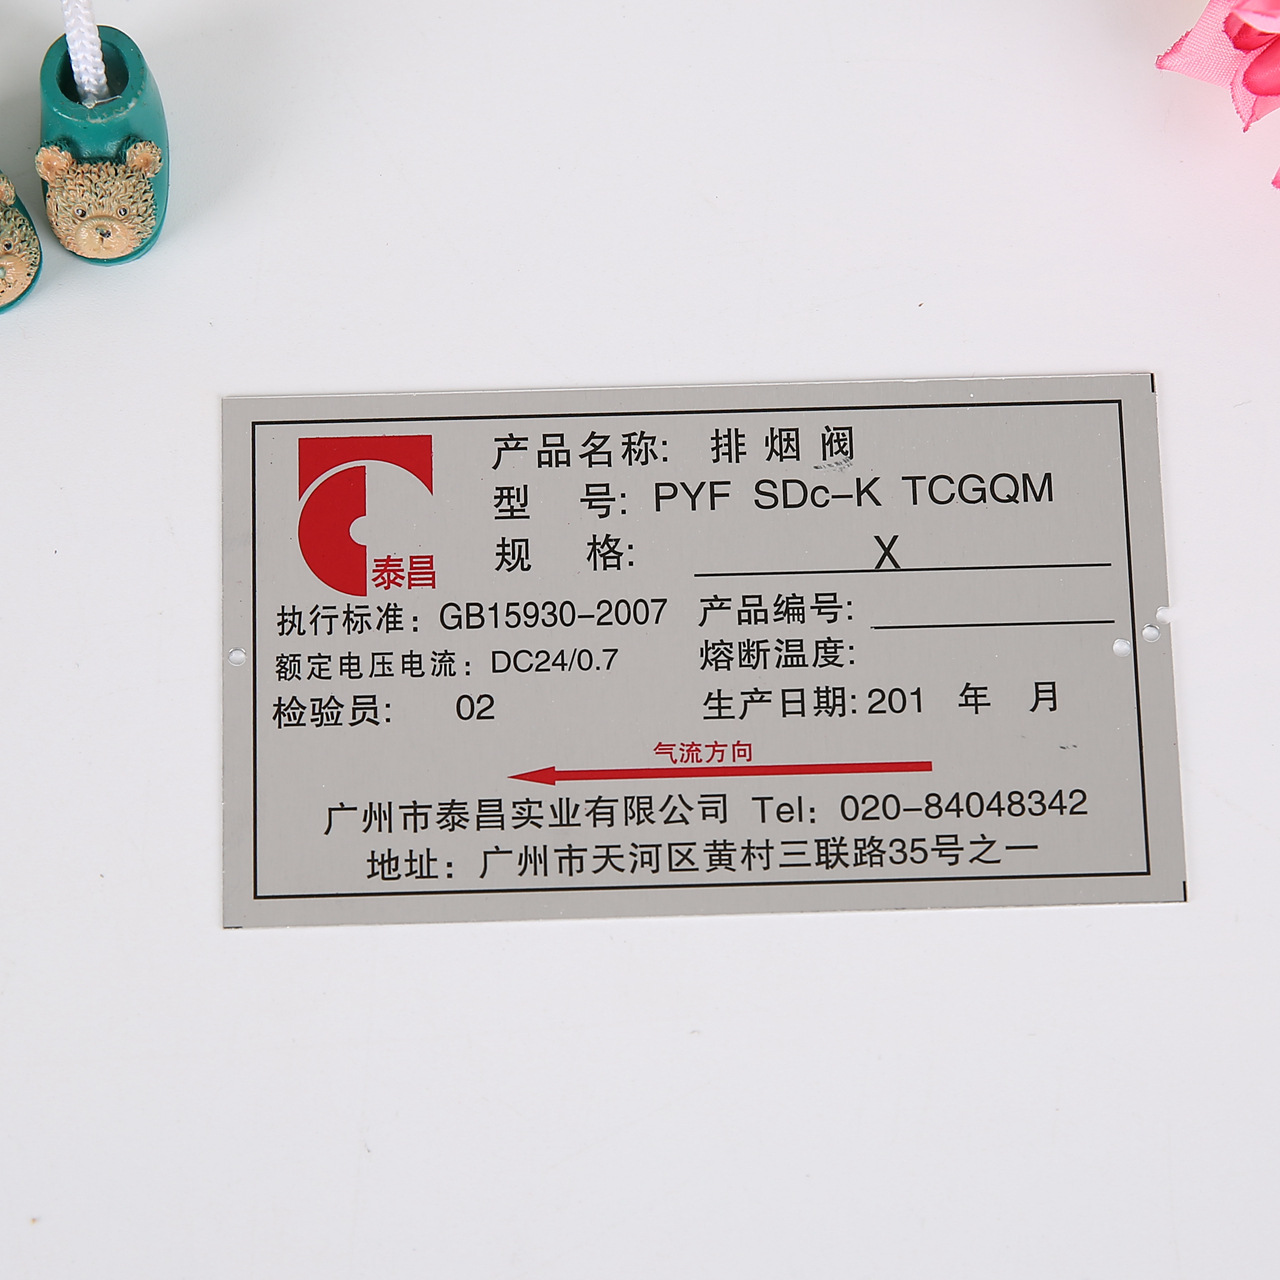 泰昌
产品名称: 排烟阀
型 号: PYF SDc-K TCGQM
规 格: X
执行标准: GB15930-2007 产品编号:
额定电压电流: DC24/0.7 熔断温度:
检验员: 02 生产日期: 201 年 月
气流方向
广州市泰昌实业有限公司 Tel: 020-84048342
地址: 广州市天河区黄村三联路35号之一